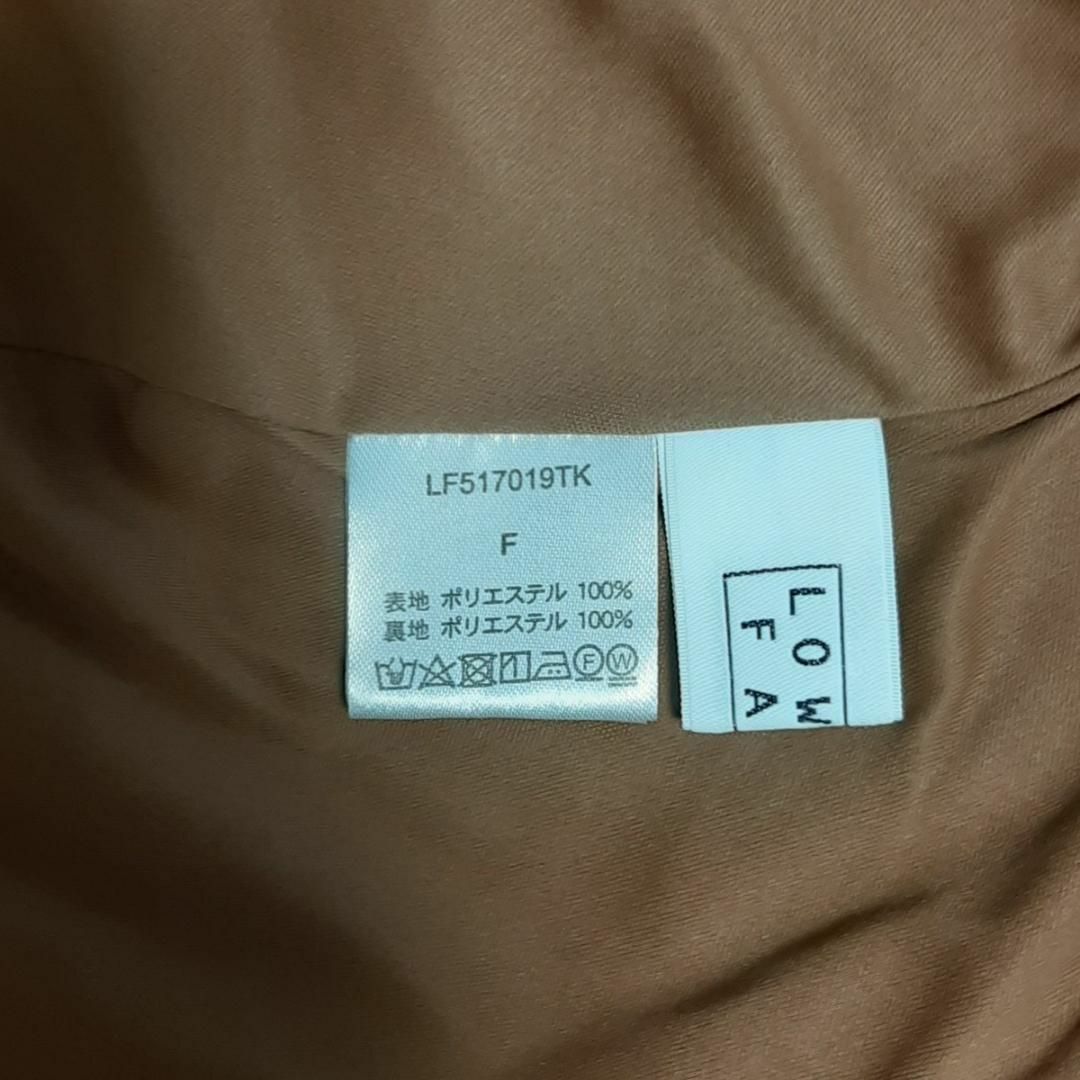 LF517019TK
F
表地 ポリエステル 100%
裏地 ポリエステル 100%
F W
LOW
FA